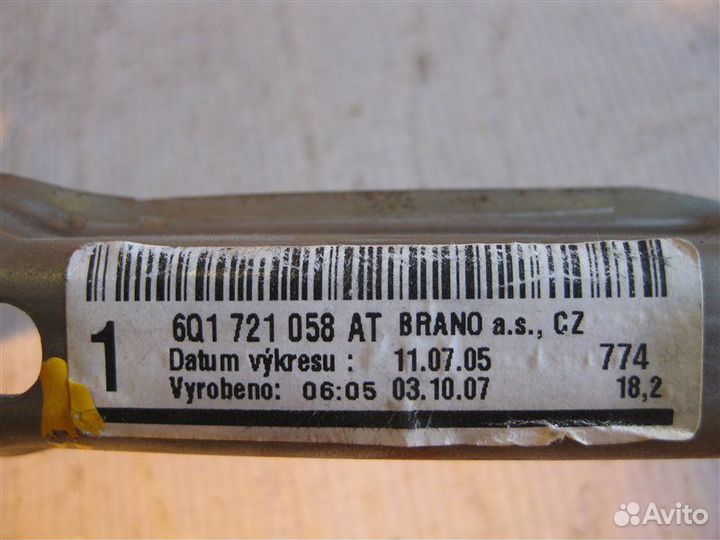 1
6Q1 721 058 AT BRANO a.s., CZ
Datum výkresu : 11.07.05 774
Vyrobeno: 06:05 03.10.07 18,2
Avito